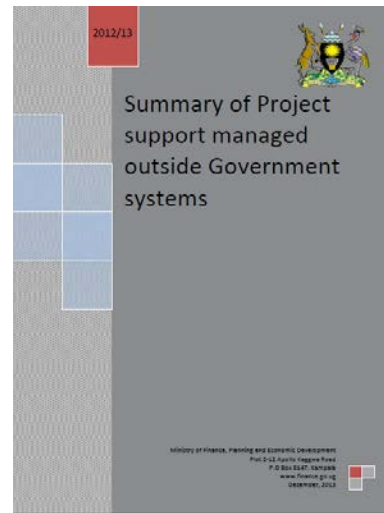 2012/13
Summary of Project
support managed
outside Government
systems
Ministry of Finance, Planning and Economic Development
Plot 2-12 Apollo Kaggwa Road
P.O Box 8147, Kampala
www.finance.go.ug
December, 2013